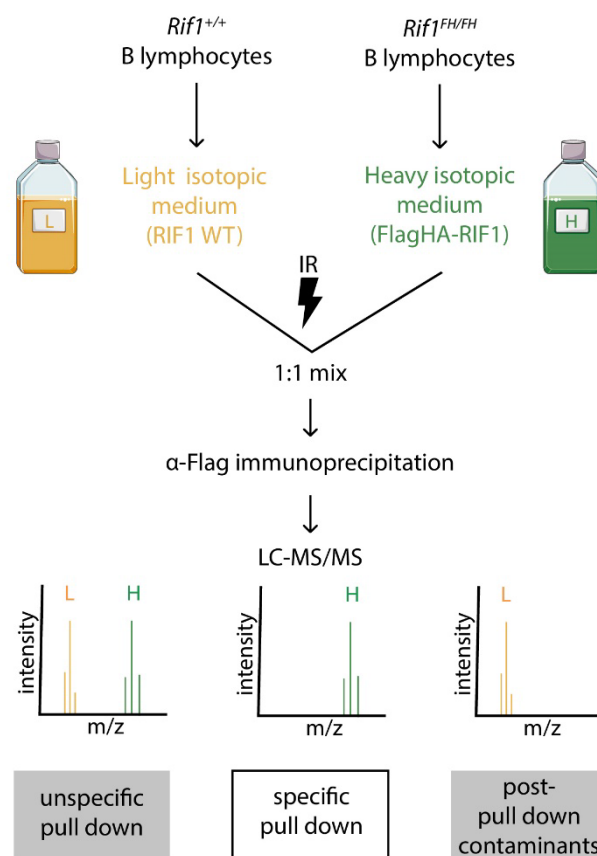 Rif1+/+
B lymphocytes
Rif1FH/FH
B lymphocytes
L
Light isotopic
medium
(RIF1 WT)
Heavy isotopic
medium
(FlagHA-RIF1)
H
IR
1:1 mix
α-Flag immunoprecipitation
LC-MS/MS
L H
intensity
m/z
H
intensity
m/z
L
intensity
m/z
unspecific
pull down
specific
pull down
post-
pull down
contaminants